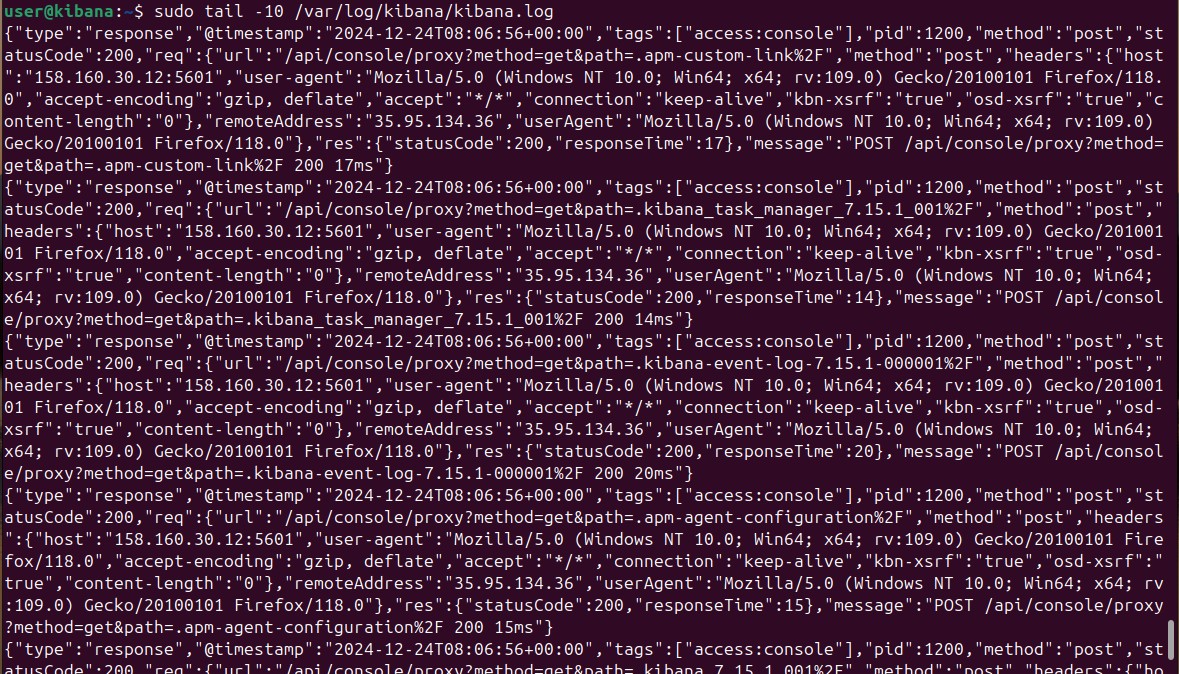 user@kibana:~$ sudo tail -10 /var/log/kibana/kibana.log
{"type":"response","@timestamp":"2024-12-24T08:06:56+00:00","tags":["access:console"],"pid":1200,"method":"post","st
atusCode":200,"req":{"url":"/api/console/proxy?method=get&path=.apm-custom-link%2F","method":"post","headers":{"host
":"158.160.30.12:5601","user-agent":"Mozilla/5.0 (Windows NT 10.0; Win64; x64; rv:109.0) Gecko/20100101 Firefox/118.
0","accept-encoding":"gzip, deflate","accept":"*/*","connection":"keep-alive","kbn-xsrf":"true","osd-xsrf":"true","c
ontent-length":"0"},"remoteAddress":"35.95.134.36","userAgent":"Mozilla/5.0 (Windows NT 10.0; Win64; x64; rv:109.0)
Gecko/20100101 Firefox/118.0"},"res":{"statusCode":200,"responseTime":17},"message":"POST /api/console/proxy?method=
get&path=.apm-custom-link%2F 200 17ms"}
{"type":"response","@timestamp":"2024-12-24T08:06:56+00:00","tags":["access:console"],"pid":1200,"method":"post","st
atusCode":200,"req":{"url":"/api/console/proxy?method=get&path=.kibana_task_manager_7.15.1_001%2F","method":"post","
headers":{"host":"158.160.30.12:5601","user-agent":"Mozilla/5.0 (Windows NT 10.0; Win64; x64; rv:109.0) Gecko/201001
01 Firefox/118.0","accept-encoding":"gzip, deflate","accept":"*/*","connection":"keep-alive","kbn-xsrf":"true","osd-
xsrf":"true","content-length":"0"},"remoteAddress":"35.95.134.36","userAgent":"Mozilla/5.0 (Windows NT 10.0; Win64;
x64; rv:109.0) Gecko/20100101 Firefox/118.0"},"res":{"statusCode":200,"responseTime":14},"message":"POST /api/consol
e/proxy?method=get&path=.kibana_task_manager_7.15.1_001%2F 200 14ms"}
{"type":"response","@timestamp":"2024-12-24T08:06:56+00:00","tags":["access:console"],"pid":1200,"method":"post","st
atusCode":200,"req":{"url":"/api/console/proxy?method=get&path=.kibana-event-log-7.15.1-000001%2F","method":"post","
headers":{"host":"158.160.30.12:5601","user-agent":"Mozilla/5.0 (Windows NT 10.0; Win64; x64; rv:109.0) Gecko/201001
01 Firefox/118.0","accept-encoding":"gzip, deflate","accept":"*/*","connection":"keep-alive","kbn-xsrf":"true","osd-
xsrf":"true","content-length":"0"},"remoteAddress":"35.95.134.36","userAgent":"Mozilla/5.0 (Windows NT 10.0; Win64;
x64; rv:109.0) Gecko/20100101 Firefox/118.0"},"res":{"statusCode":200,"responseTime":20},"message":"POST /api/consol
e/proxy?method=get&path=.kibana-event-log-7.15.1-000001%2F 200 20ms"}
{"type":"response","@timestamp":"2024-12-24T08:06:56+00:00","tags":["access:console"],"pid":1200,"method":"post","st
atusCode":200,"req":{"url":"/api/console/proxy?method=get&path=.apm-agent-configuration%2F","method":"post","headers
":{"host":"158.160.30.12:5601","user-agent":"Mozilla/5.0 (Windows NT 10.0; Win64; x64; rv:109.0) Gecko/20100101 Fire
fox/118.0","accept-encoding":"gzip, deflate","accept":"*/*","connection":"keep-alive","kbn-xsrf":"true","osd-xsrf":"
true","content-length":"0"},"remoteAddress":"35.95.134.36","userAgent":"Mozilla/5.0 (Windows NT 10.0; Win64; x64; rv
:109.0) Gecko/20100101 Firefox/118.0"},"res":{"statusCode":200,"responseTime":15},"message":"POST /api/console/proxy
?method=get&path=.apm-agent-configuration%2F 200 15ms"}
{"type":"response","@timestamp":"2024-12-24T08:06:56+00:00","tags":["access:console"],"pid":1200,"method":"post","st
atusCode":200,"req":{"url":"/api/console/proxy?method=get&path=.kibana_7.15.1_001%2F","method":"post","headers":{"ho